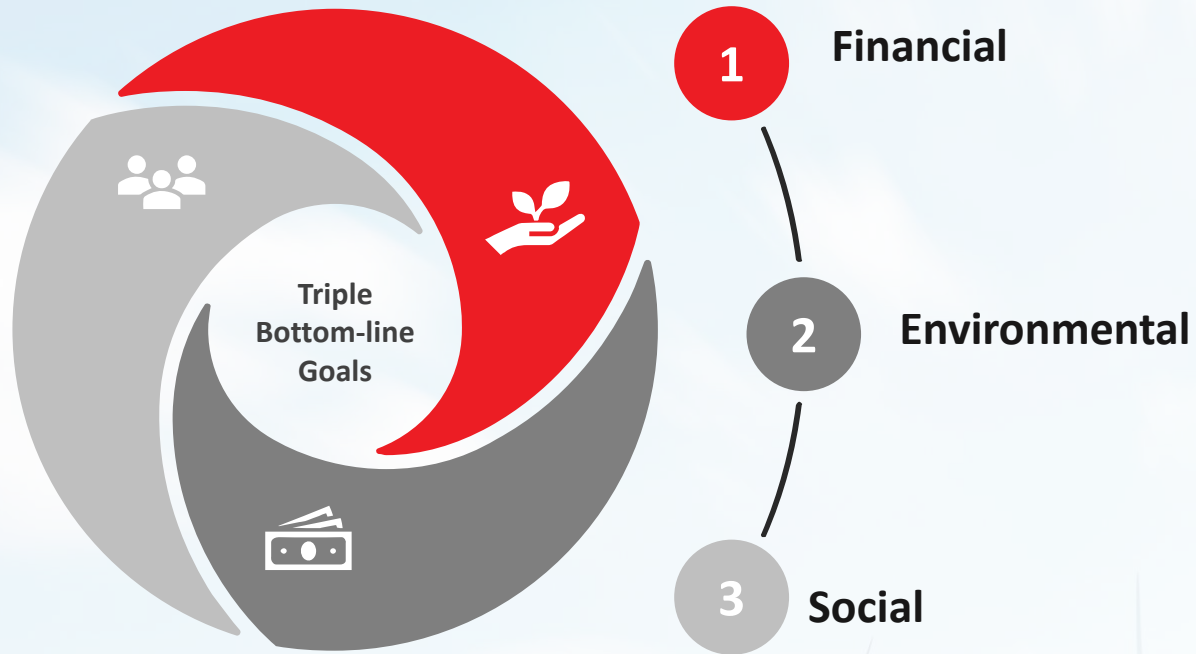 Triple
Bottom-line
Goals
1
Financial
2
Environmental
3
Social